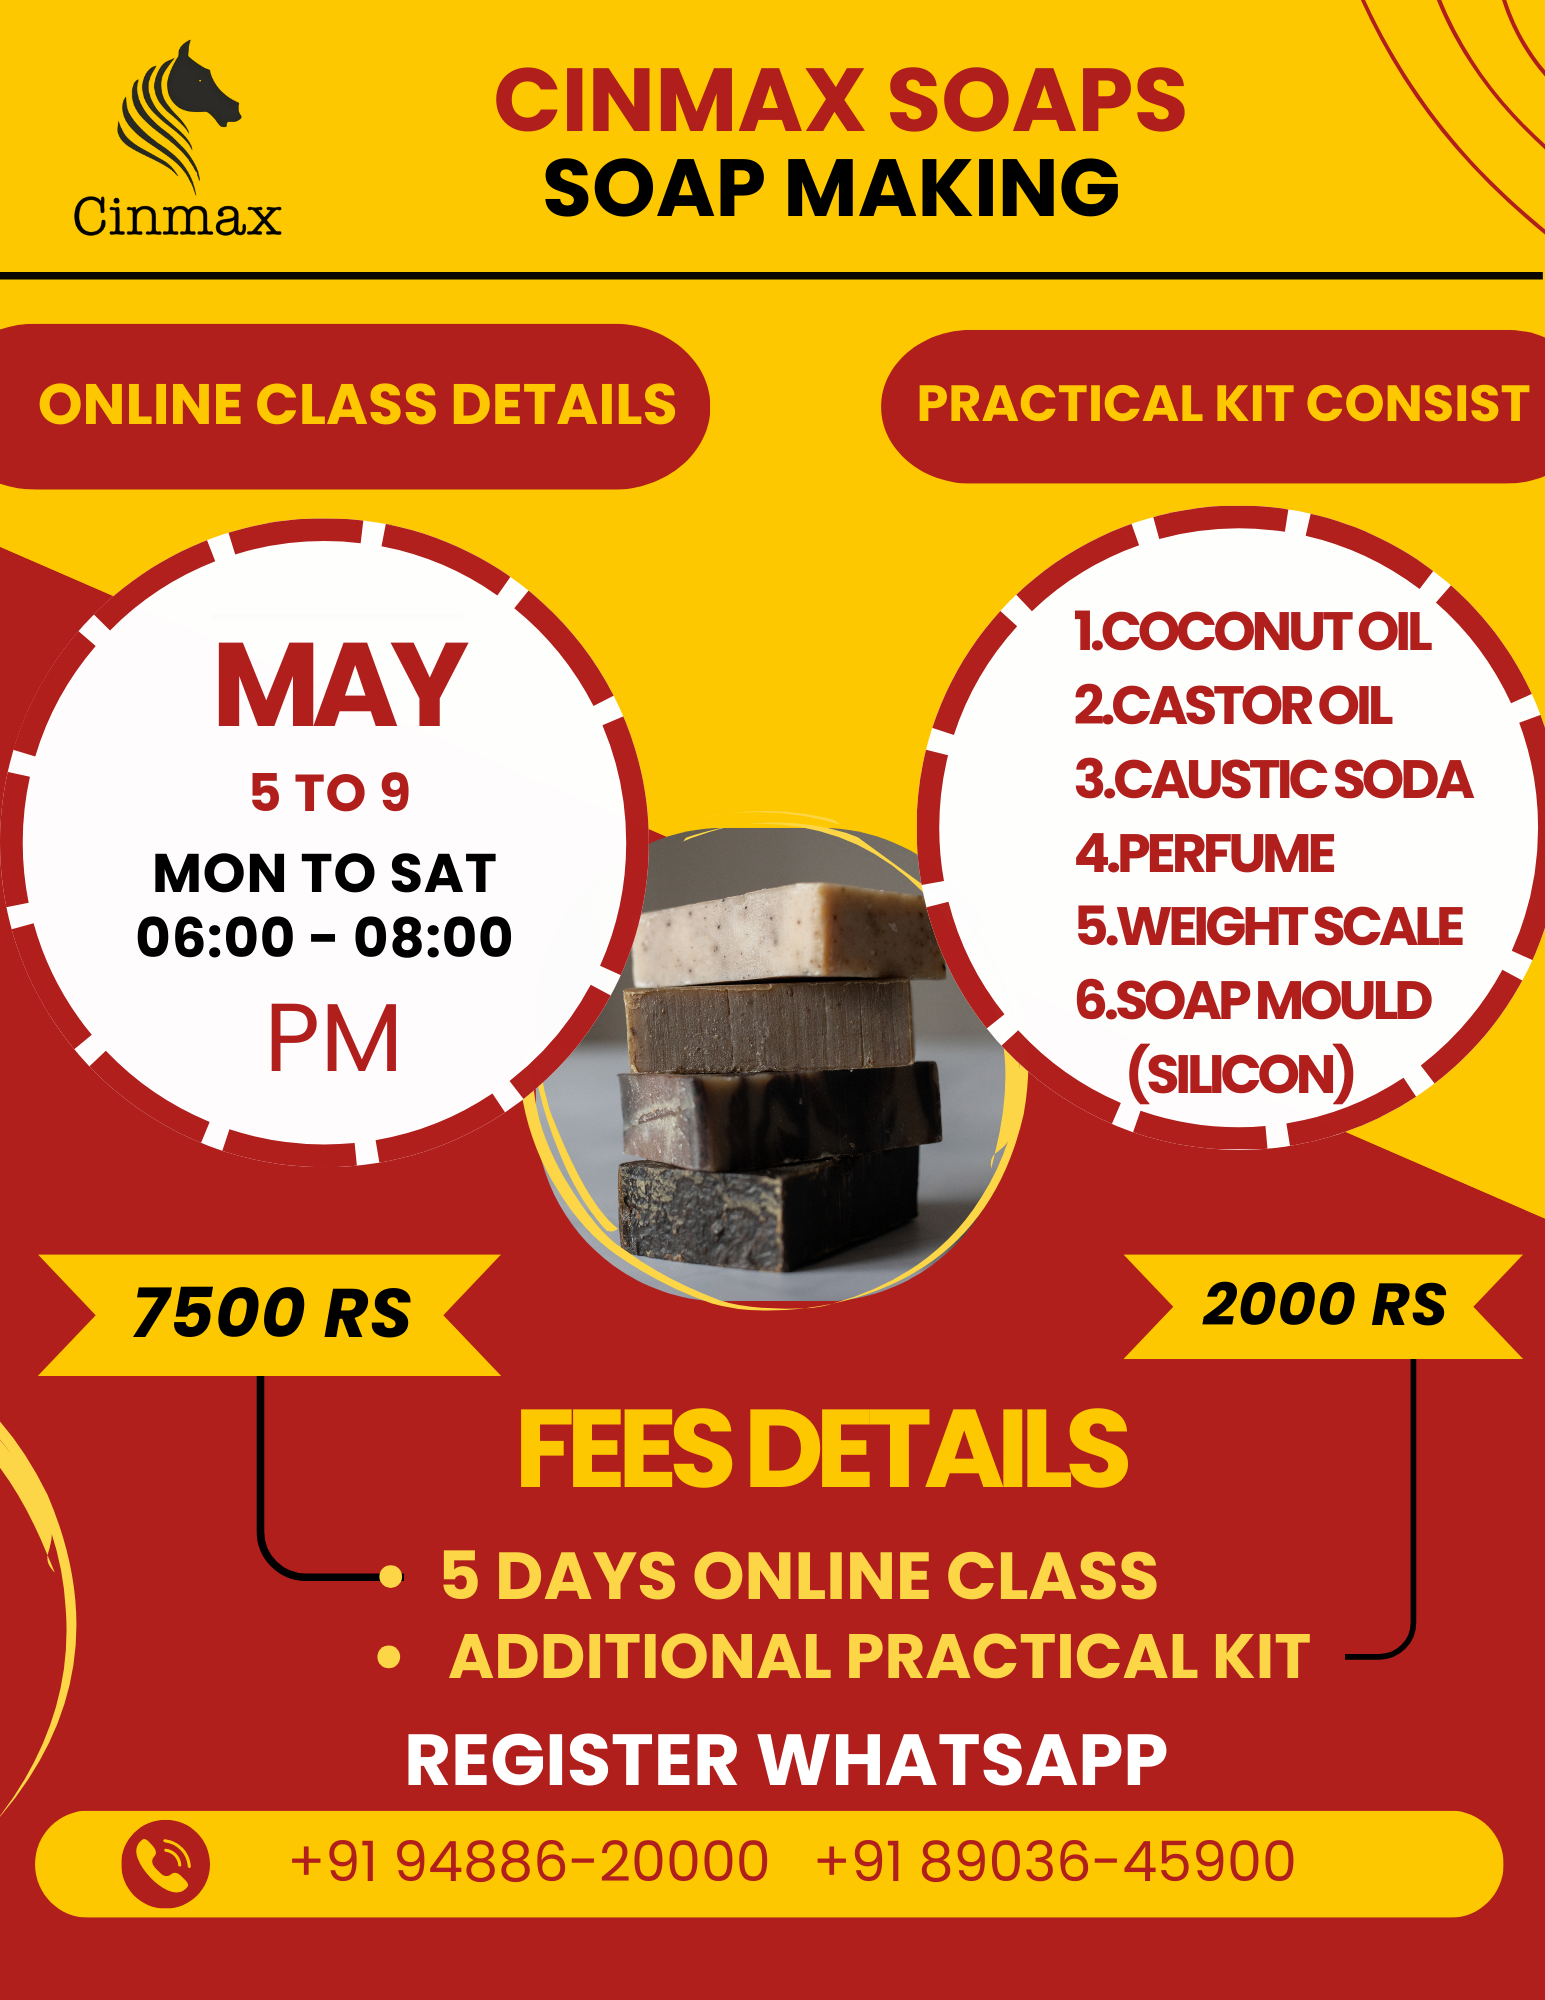 Cinmax
CINMAX SOAPS
SOAP MAKING
ONLINE CLASS DETAILS
PRACTICAL KIT CONSIST
MAY
5 TO 9
MON TO SAT
06:00 - 08:00
PM
1.COCONUT OIL
2.CASTOR OIL
3.CAUSTIC SODA
4.PERFUME
5.WEIGHT SCALE
6.SOAP MOULD
(SILICON)
7500 RS
2000 RS
FEES DETAILS
• 5 DAYS ONLINE CLASS
• ADDITIONAL PRACTICAL KIT
REGISTER WHATSAPP
+91 94886-20000 +91 89036-45900